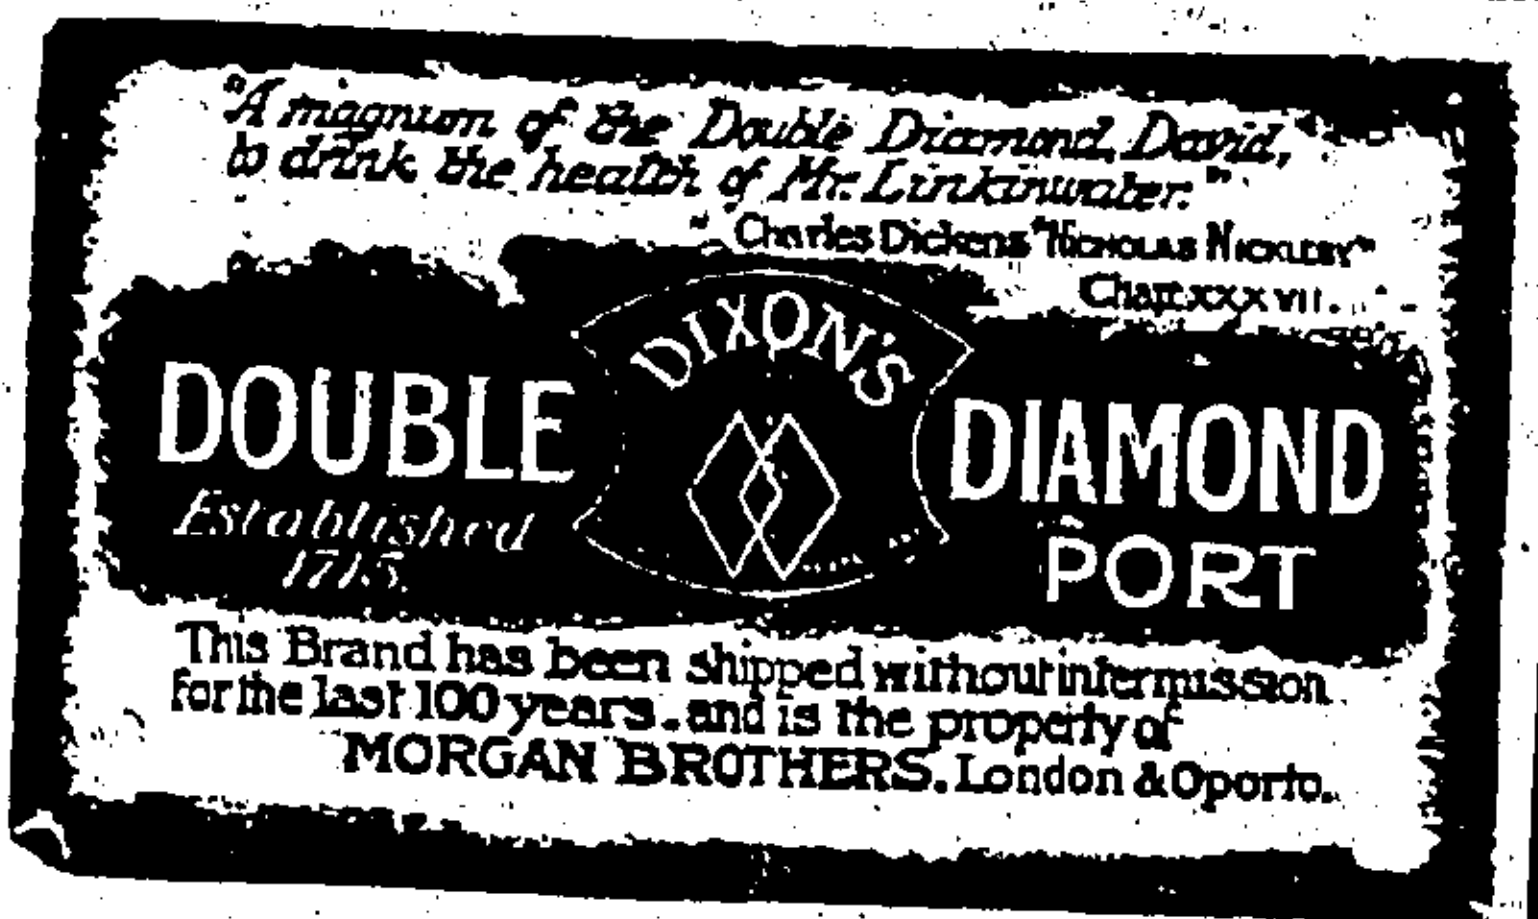 "A magnum of the Double Diamond, David,
to drink the health of Mr. Linkinwater."
Charles Dickens "NICHOLAS NICKLEBY"
Chapt. XXXVII.
DIXON'S
DOUBLE DIAMOND
Established
1715.
PORT
This Brand has been shipped without intermission
for the last 100 years. and is the property of
MORGAN BROTHERS. London & Oporto.